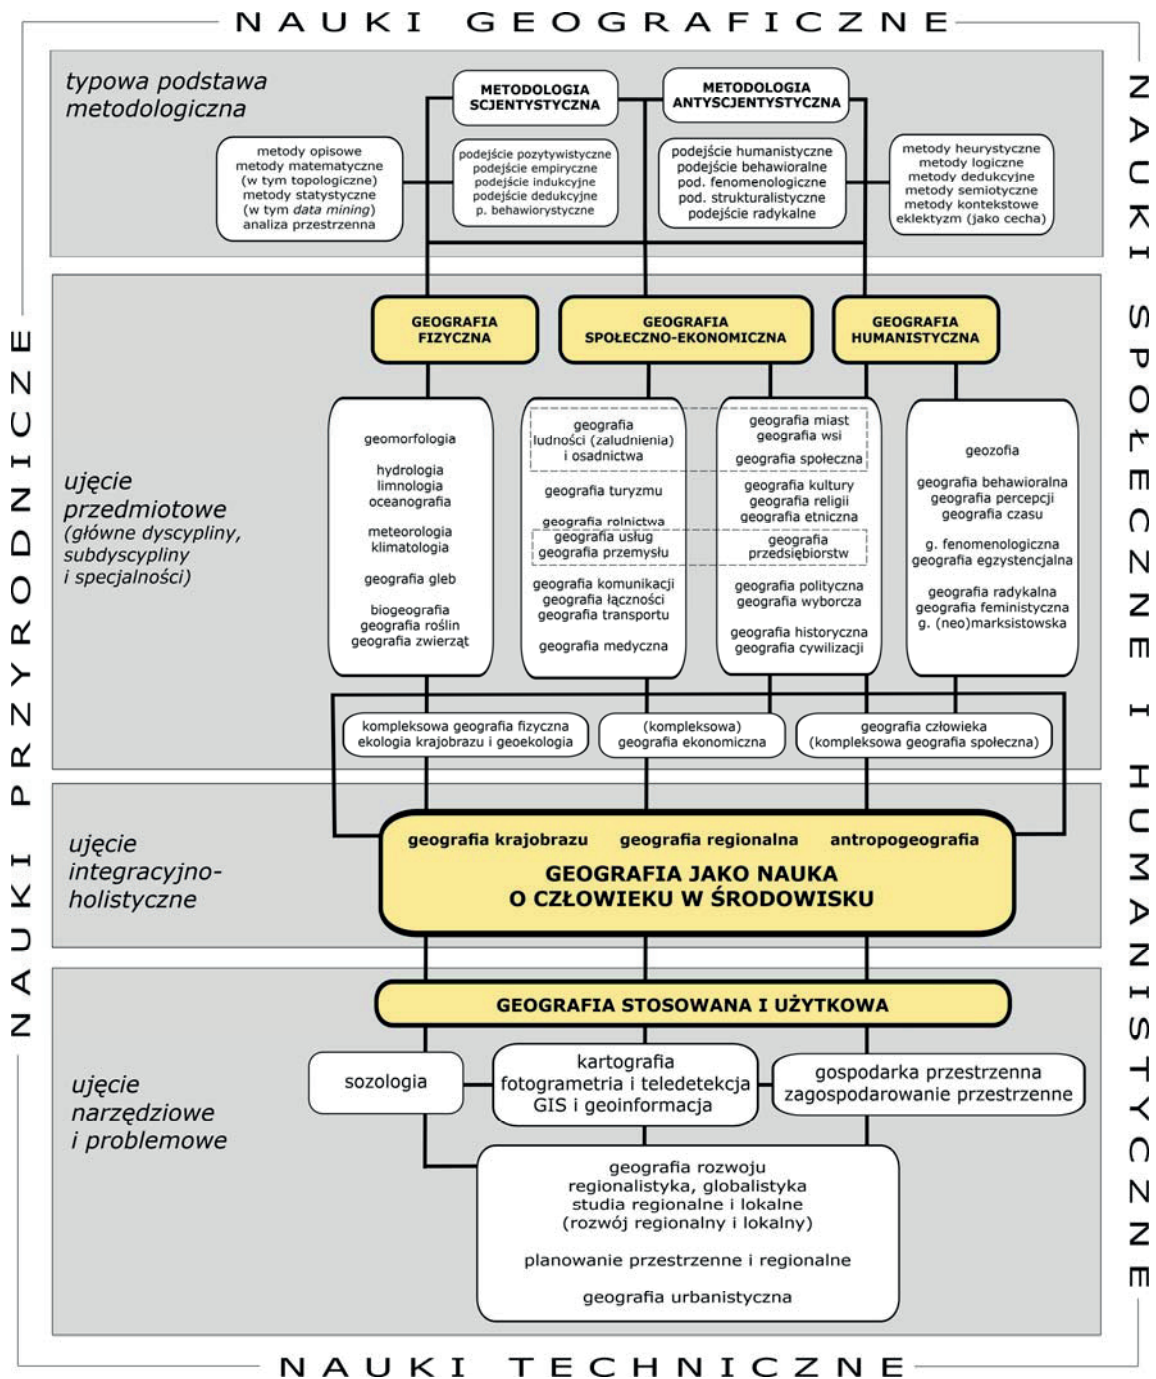 NAUKI GEOGRAFICZNE
NAUKI PRZYRODNICZE
NAUKI SPOŁECZNE I HUMANISTYCZNE
typowa podstawa
metodologiczna
METODOLOGIA
SCJENTYSTYCZNA
METODOLOGIA
ANTYSCJENTYSTYCZNA
metody opisowe
metody matematyczne
(w tym topologiczne)
metody statystyczne
(w tym data mining)
analiza przestrzenna
podejście pozytywistyczne
podejście empiryczne
podejście indukcyjne
podejście dedukcyjne
p. behawiorystyczne
podejście humanistyczne
podejście behawioralne
pod. fenomenologiczne
pod. strukturalistyczne
podejście radykalne
metody heurystyczne
metody logiczne
metody dedukcyjne
metody semiotyczne
metody kontekstowe
eklektyzm (jako cecha)
ujęcie
przedmiotowe
(główne dyscypliny,
subdyscypliny
i specjalności)
GEOGRAFIA
FIZYCZNA
GEOGRAFIA
SPOŁECZNO-EKONOMICZNA
GEOGRAFIA
HUMANISTYCZNA
geomorfologia
hydrologia
limnologia
oceanografia
meteorologia
klimatologia
geografia gleb
biogeografia
geografia roślin
geografia zwierząt
geografia
ludności (zaludnienia)
i osadnictwa
geografia turyzmu
geografia rolnictwa
geografia usług
geografia przemysłu
geografia komunikacji
geografia łączności
geografia transportu
geografia medyczna
geografia miast
geografia wsi
geografia społeczna
geografia kultury
geografia religii
geografia etniczna
geografia
przedsiębiorstw
geografia polityczna
geografia wyborcza
geografia historyczna
geografia cywilizacji
geozofia
geografia behawioralna
geografia percepcji
geografia czasu
g. fenomenologiczna
geografia egzystencjalna
geografia radykalna
geografia feministyczna
g. (neo)marksistowska
kompleksowa geografia fizyczna
ekologia krajobrazu i geoekologia
(kompleksowa)
geografia ekonomiczna
geografia człowieka
(kompleksowa geografia społeczna)
ujęcie
integracyjno-
holistyczne
geografia krajobrazu geografia regionalna antropogeografia
GEOGRAFIA JAKO NAUKA
O CZŁOWIEKU W ŚRODOWISKU
ujęcie
narzędziowe
i problemowe
GEOGRAFIA STOSOWANA I UŻYTKOWA
sozologia
kartografia
fotogrametria i teledetekcja
GIS i geoinformacja
gospodarka przestrzenna
zagospodarowanie przestrzenne
geografia rozwoju
regionalistyka, globalistyka
studia regionalne i lokalne
(rozwój regionalny i lokalny)
planowanie przestrzenne i regionalne
geografia urbanistyczna
NAUKI TECHNICZNE